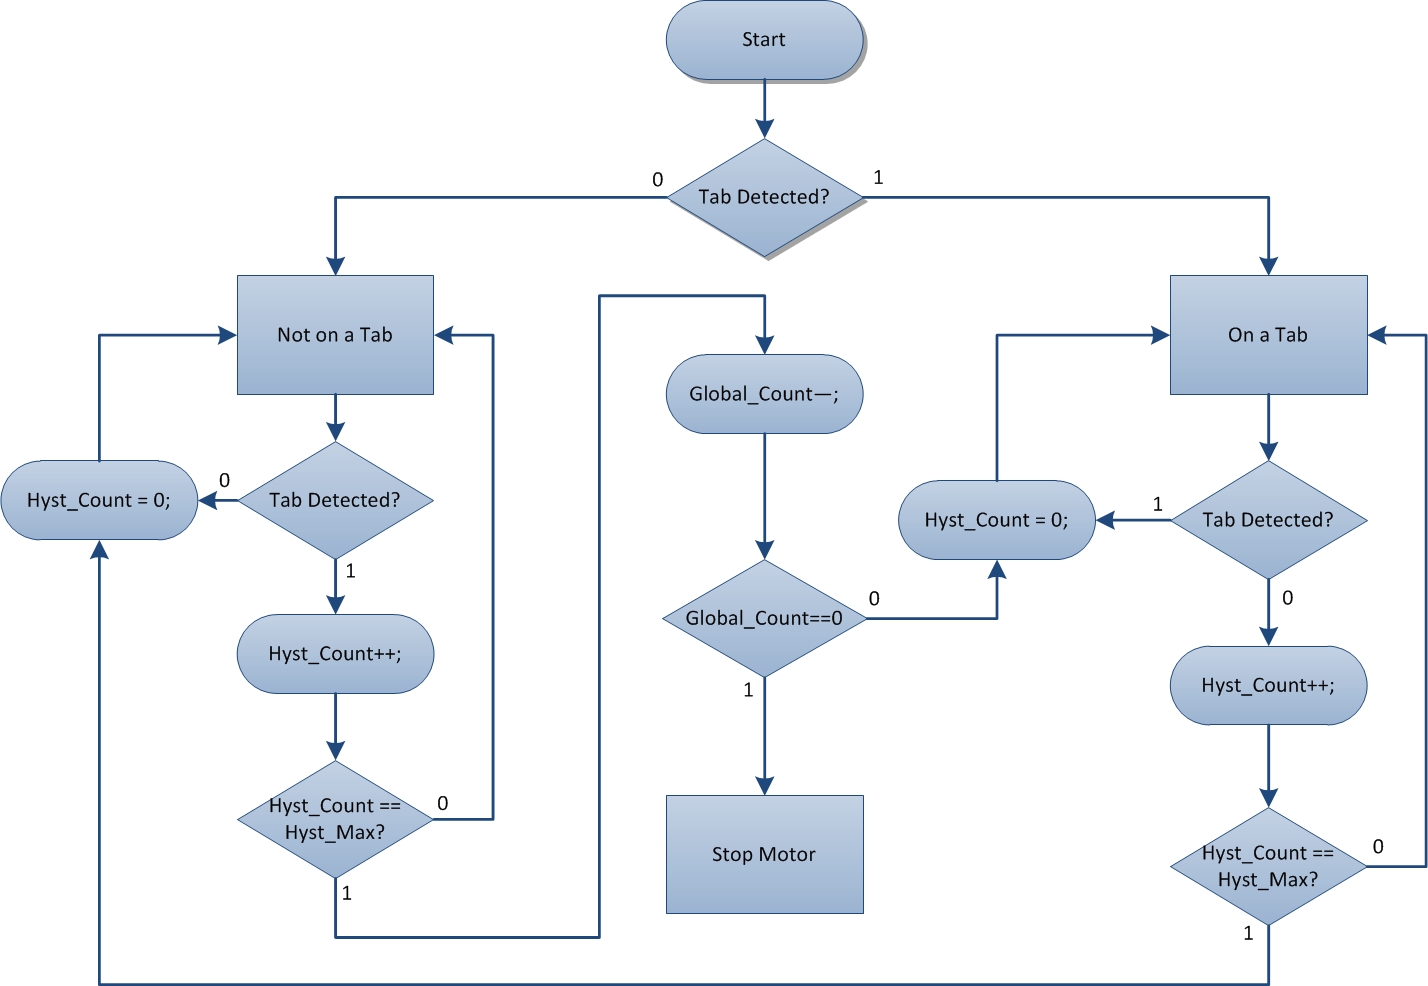 Start
Tab Detected?
0
1
Not on a Tab
On a Tab
Global_Count—;
Tab Detected?
0
Hyst_Count = 0;
1
Hyst_Count++;
Hyst_Count ==
Hyst_Max?
0
1
Global_Count==0
0
1
Stop Motor
Hyst_Count = 0;
1
Tab Detected?
0
Hyst_Count++;
Hyst_Count ==
Hyst_Max?
0
1